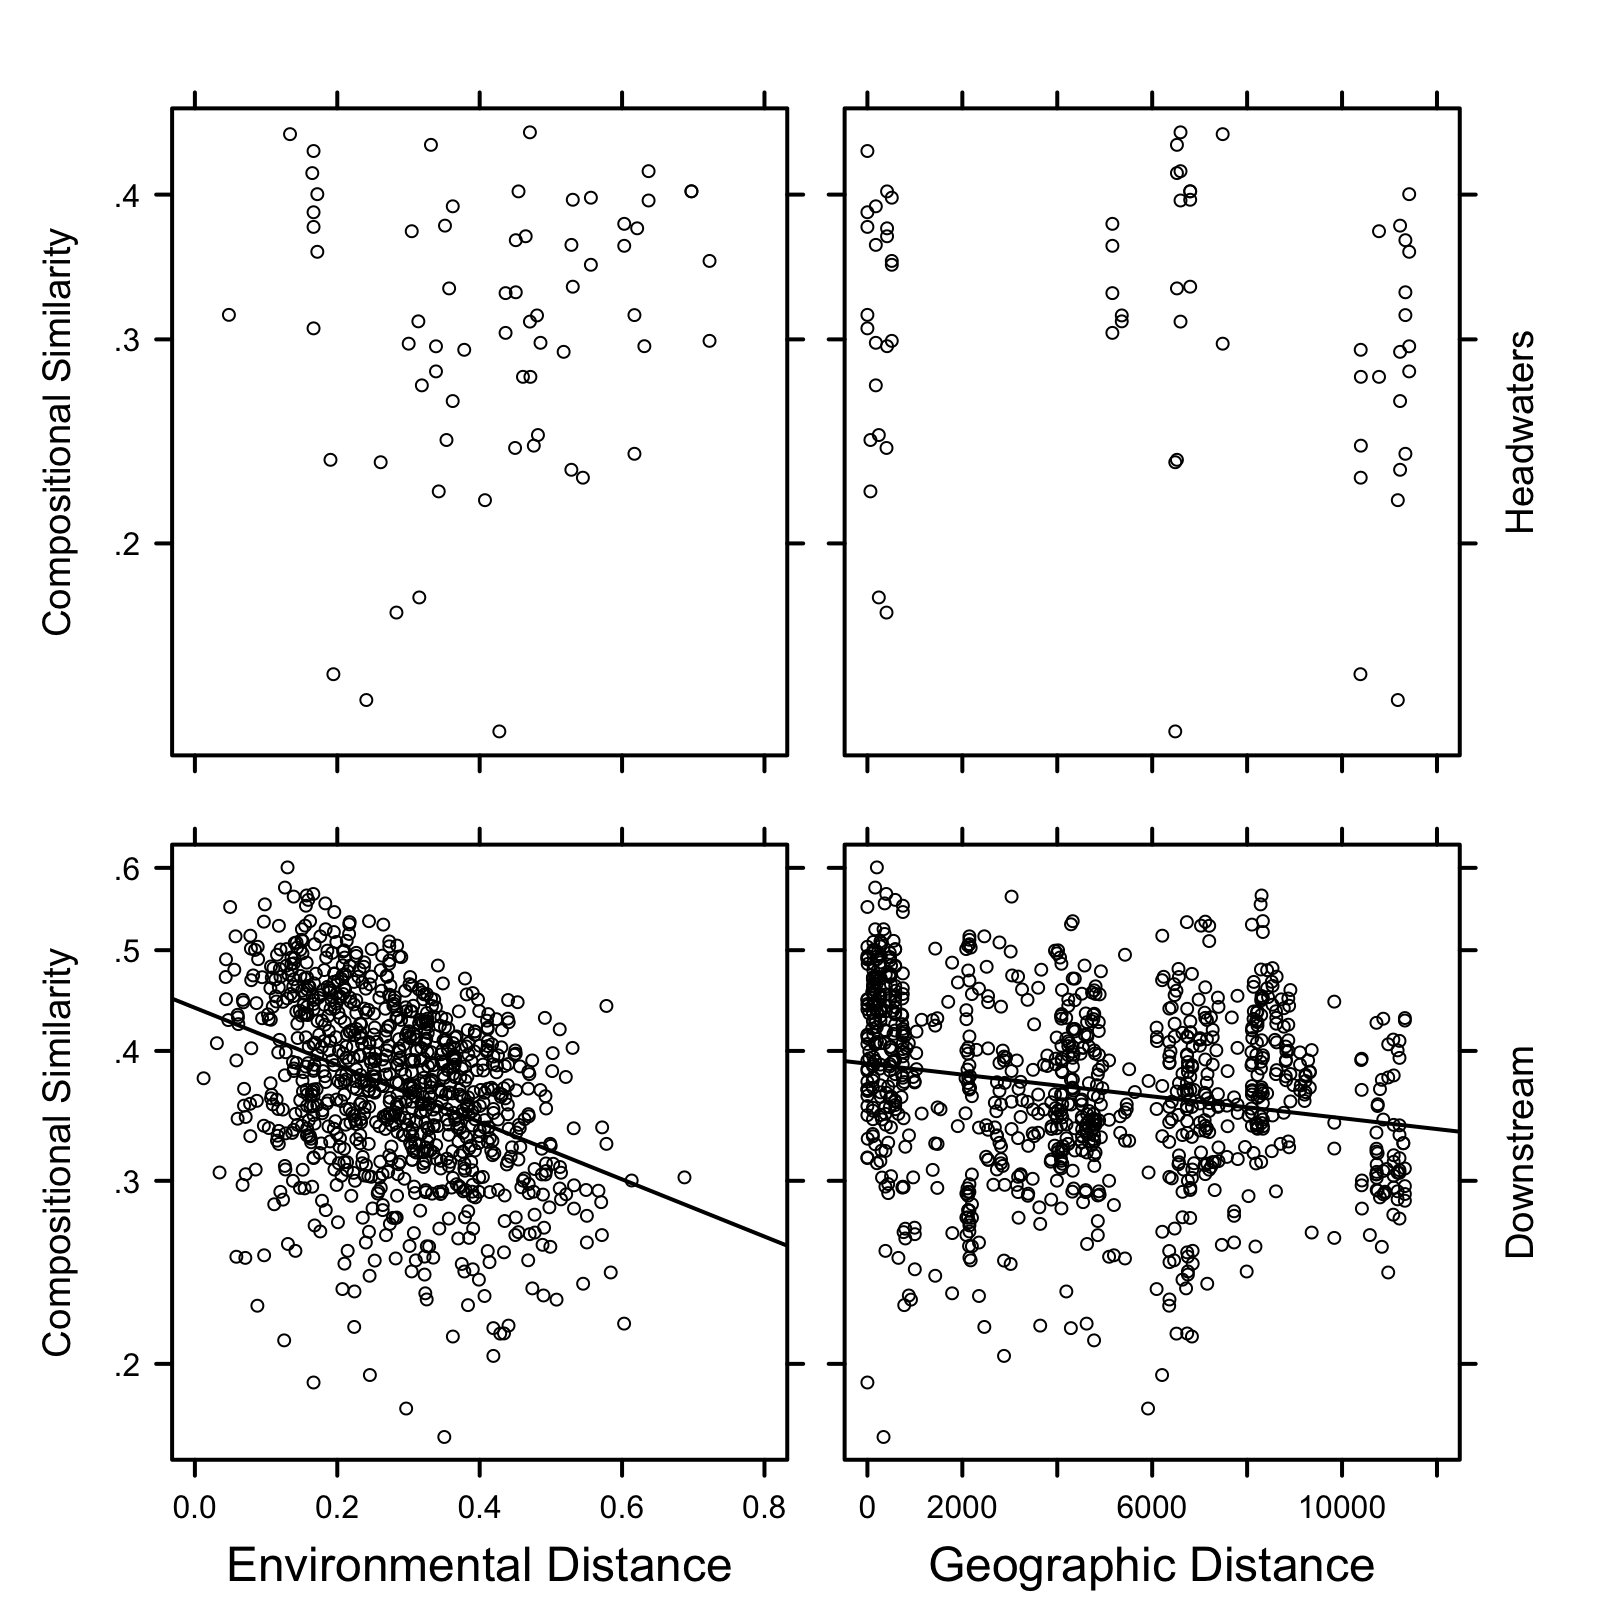 .4
.3
.2
Compositional Similarity
Headwaters
.6
.5
.4
.3
.2
Compositional Similarity
Downstream
0.0 0.2 0.4 0.6 0.8
0 2000 6000 10000
Environmental Distance
Geographic Distance